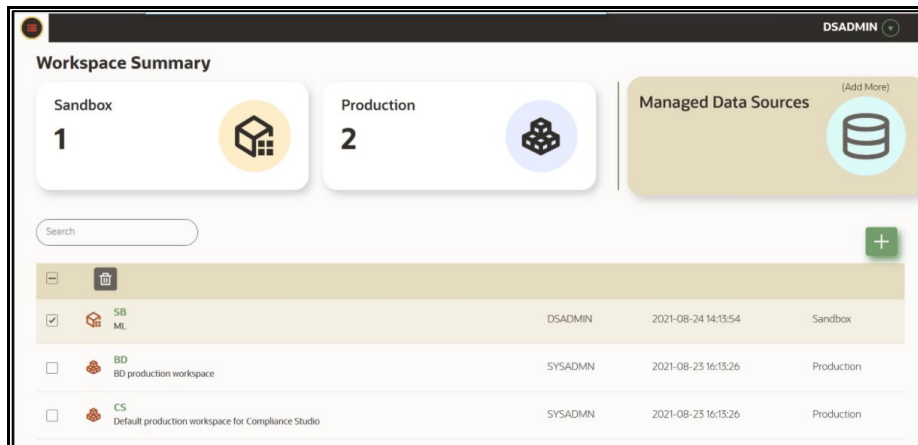 DSADMIN
Workspace Summary
Sandbox
1
Production
2
Managed Data Sources
(Add More)
Search
SB
ML
DSADMIN
2021-08-24 14:13:54
Sandbox
BD
BD production workspace
SYSADMN
2021-08-23 16:13:26
Production
CS
Default production workspace for Compliance Studio
SYSADMN
2021-08-23 16:13:26
Production